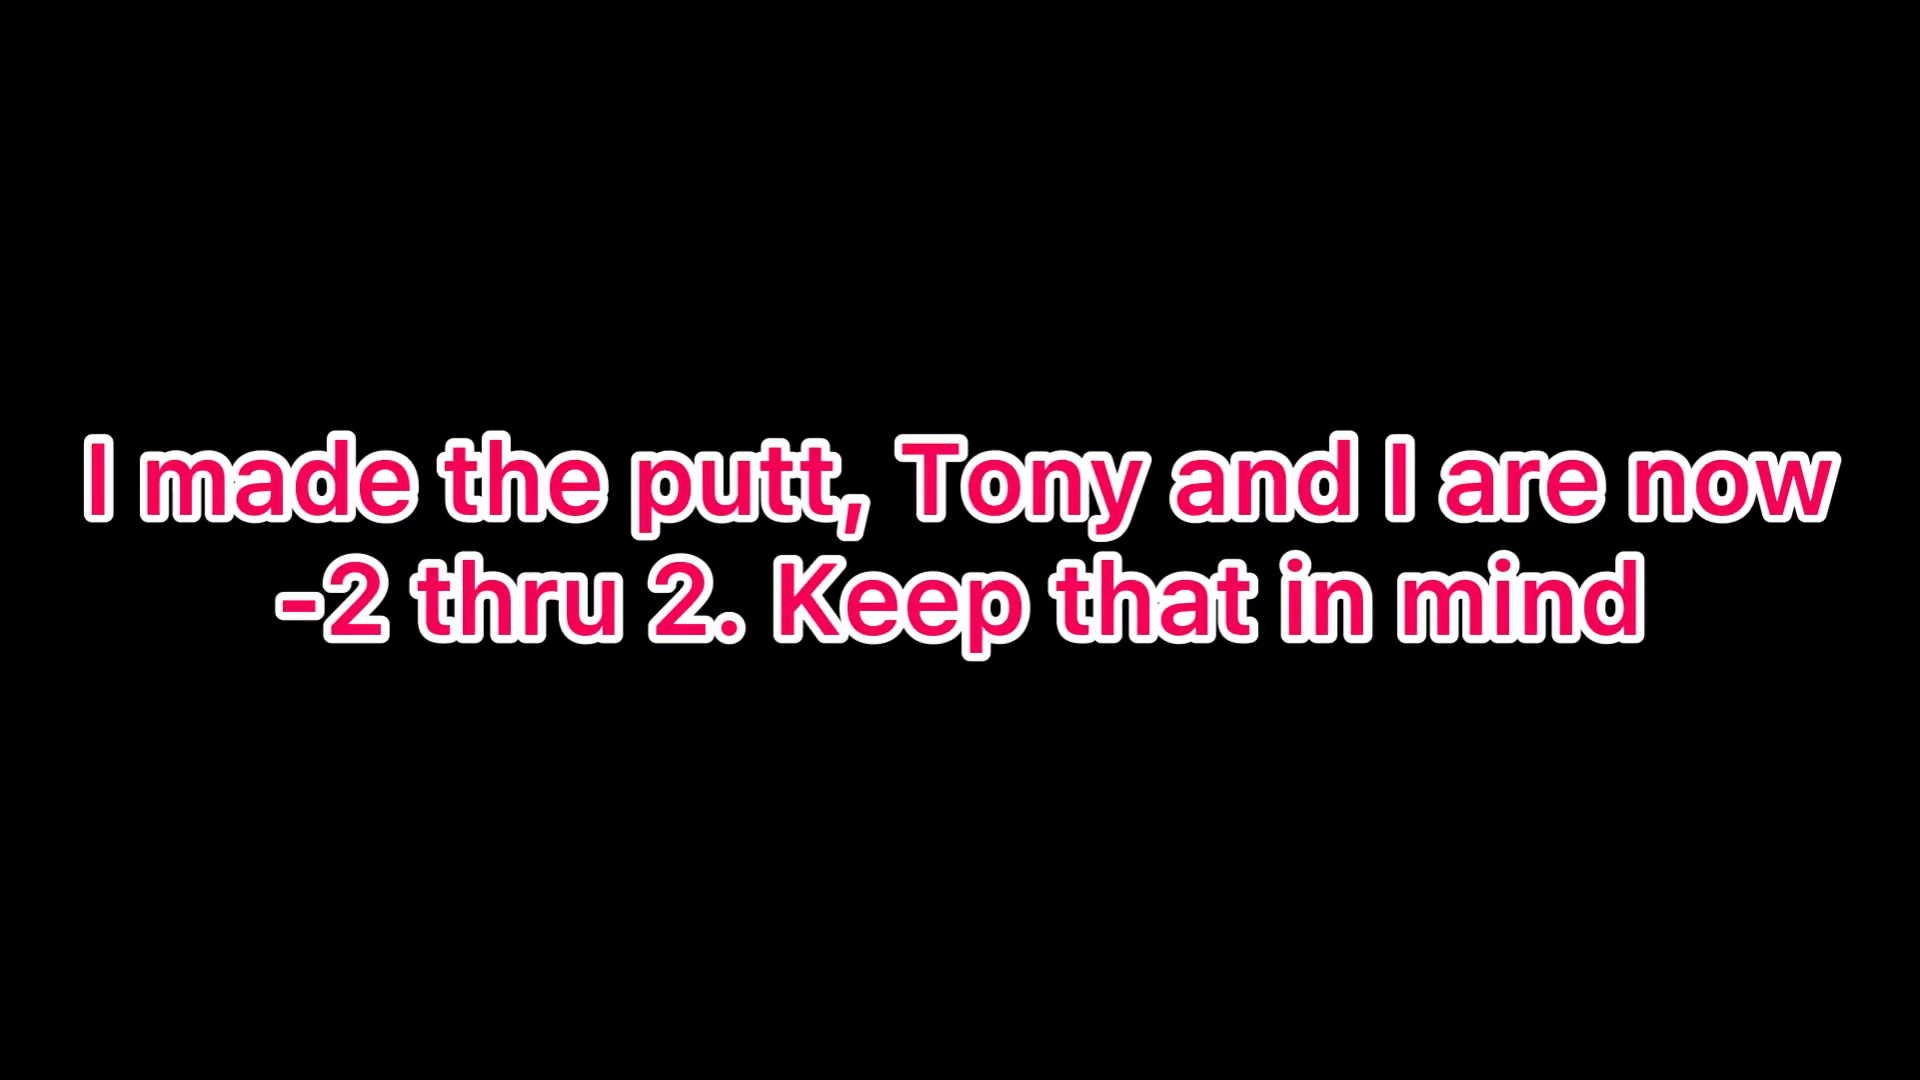 I made the putt, Tony and I are now
-2 thru 2. Keep that in mind